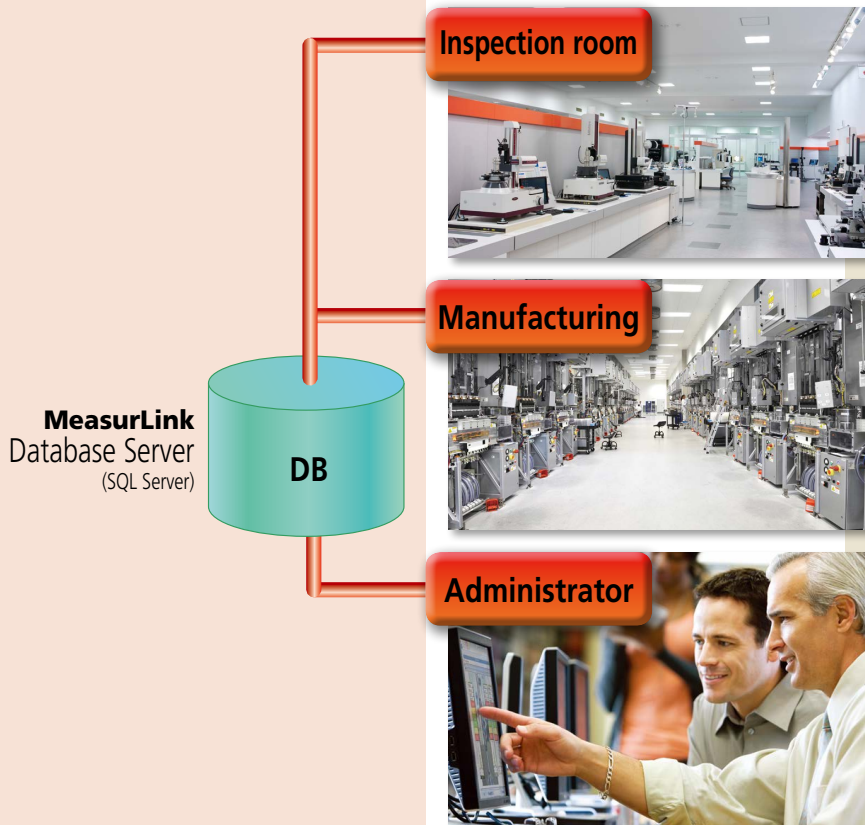 Inspection room
Manufacturing
MeasurLink
Database Server
(SQL Server)
DB
Administrator